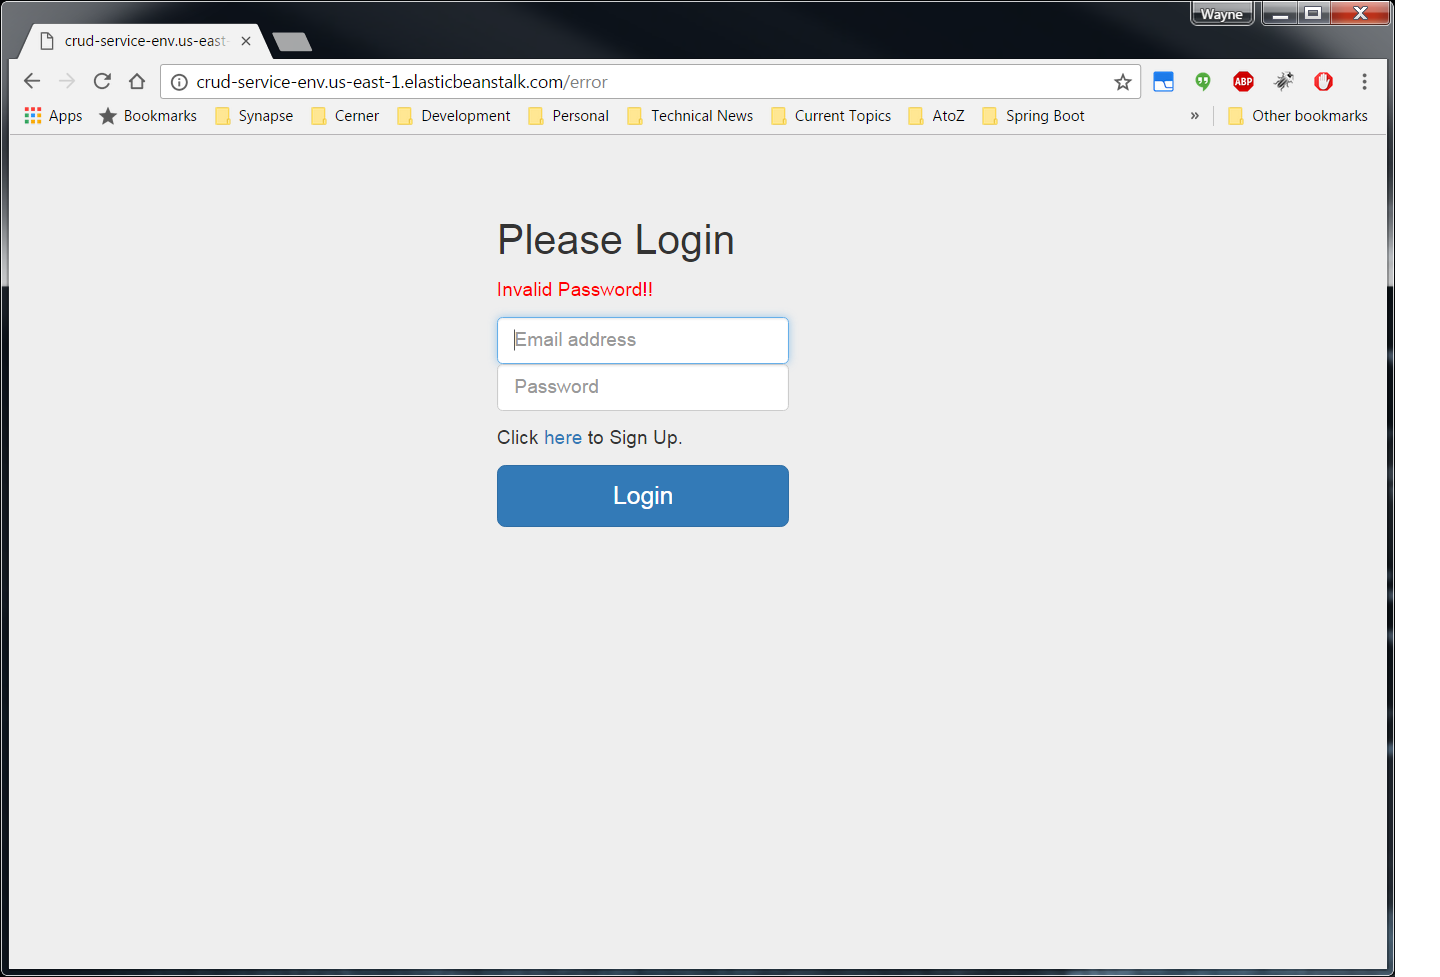 Wayne
crud-service-env.us-east-
crud-service-env.us-east-1.elasticbeanstalk.com/error
ABP
Apps Bookmarks Synapse Cerner Development Personal Technical News Current Topics AtoZ Spring Boot » Other bookmarks
Please Login
Invalid Password!!
Email address
Password
Click here to Sign Up.
Login